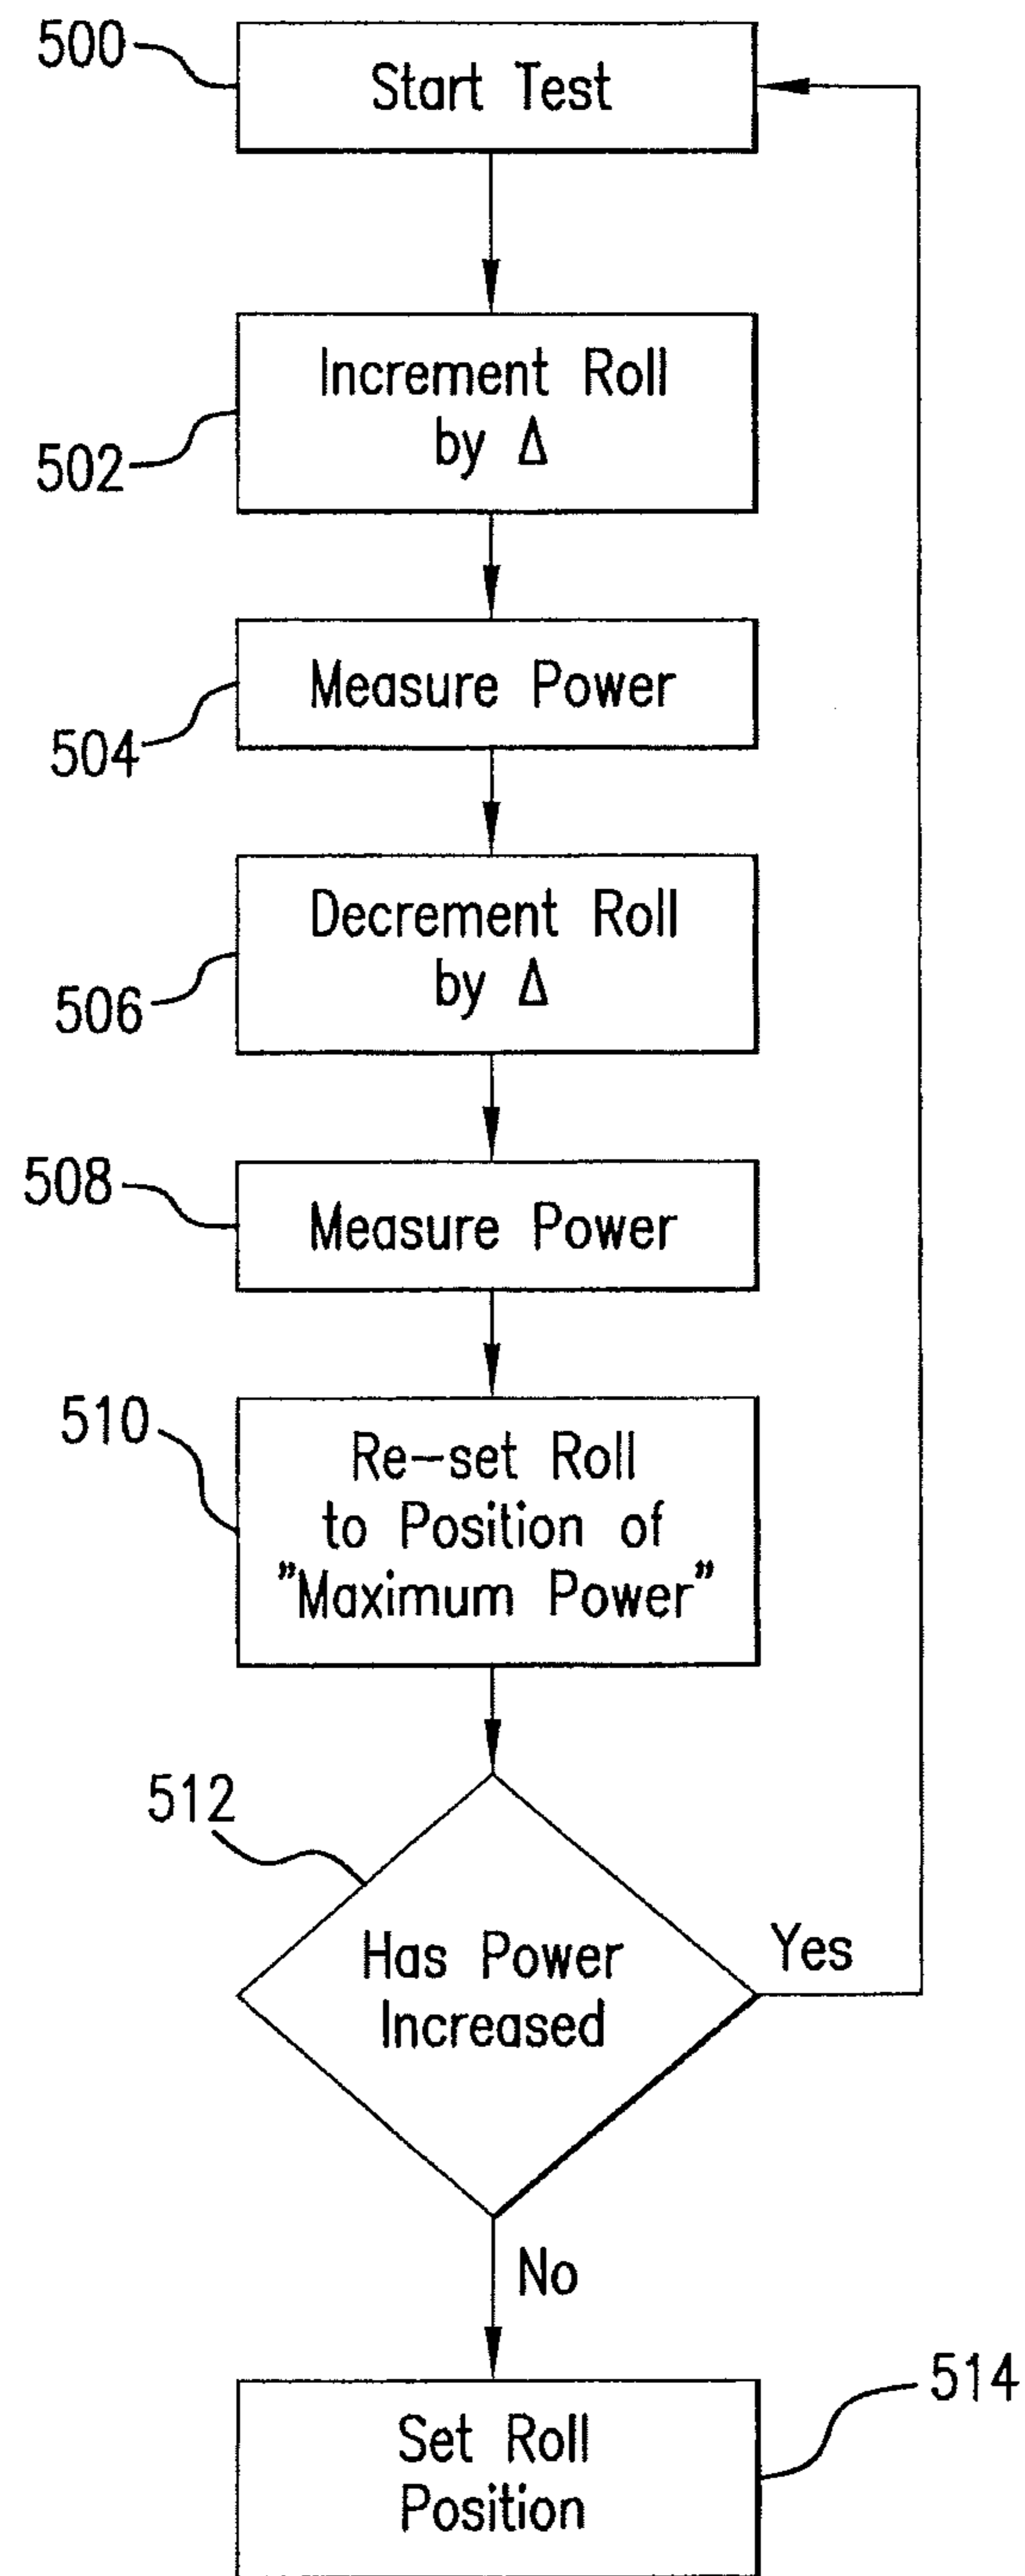 500
Start Test
Increment Roll
by Δ
502
Measure Power
504
Decrement Roll
by Δ
506
508
Measure Power
510
Re-set Roll
to Position of
"Maximum Power"
512
Has Power
Increased
Yes
No
514
Set Roll
Position